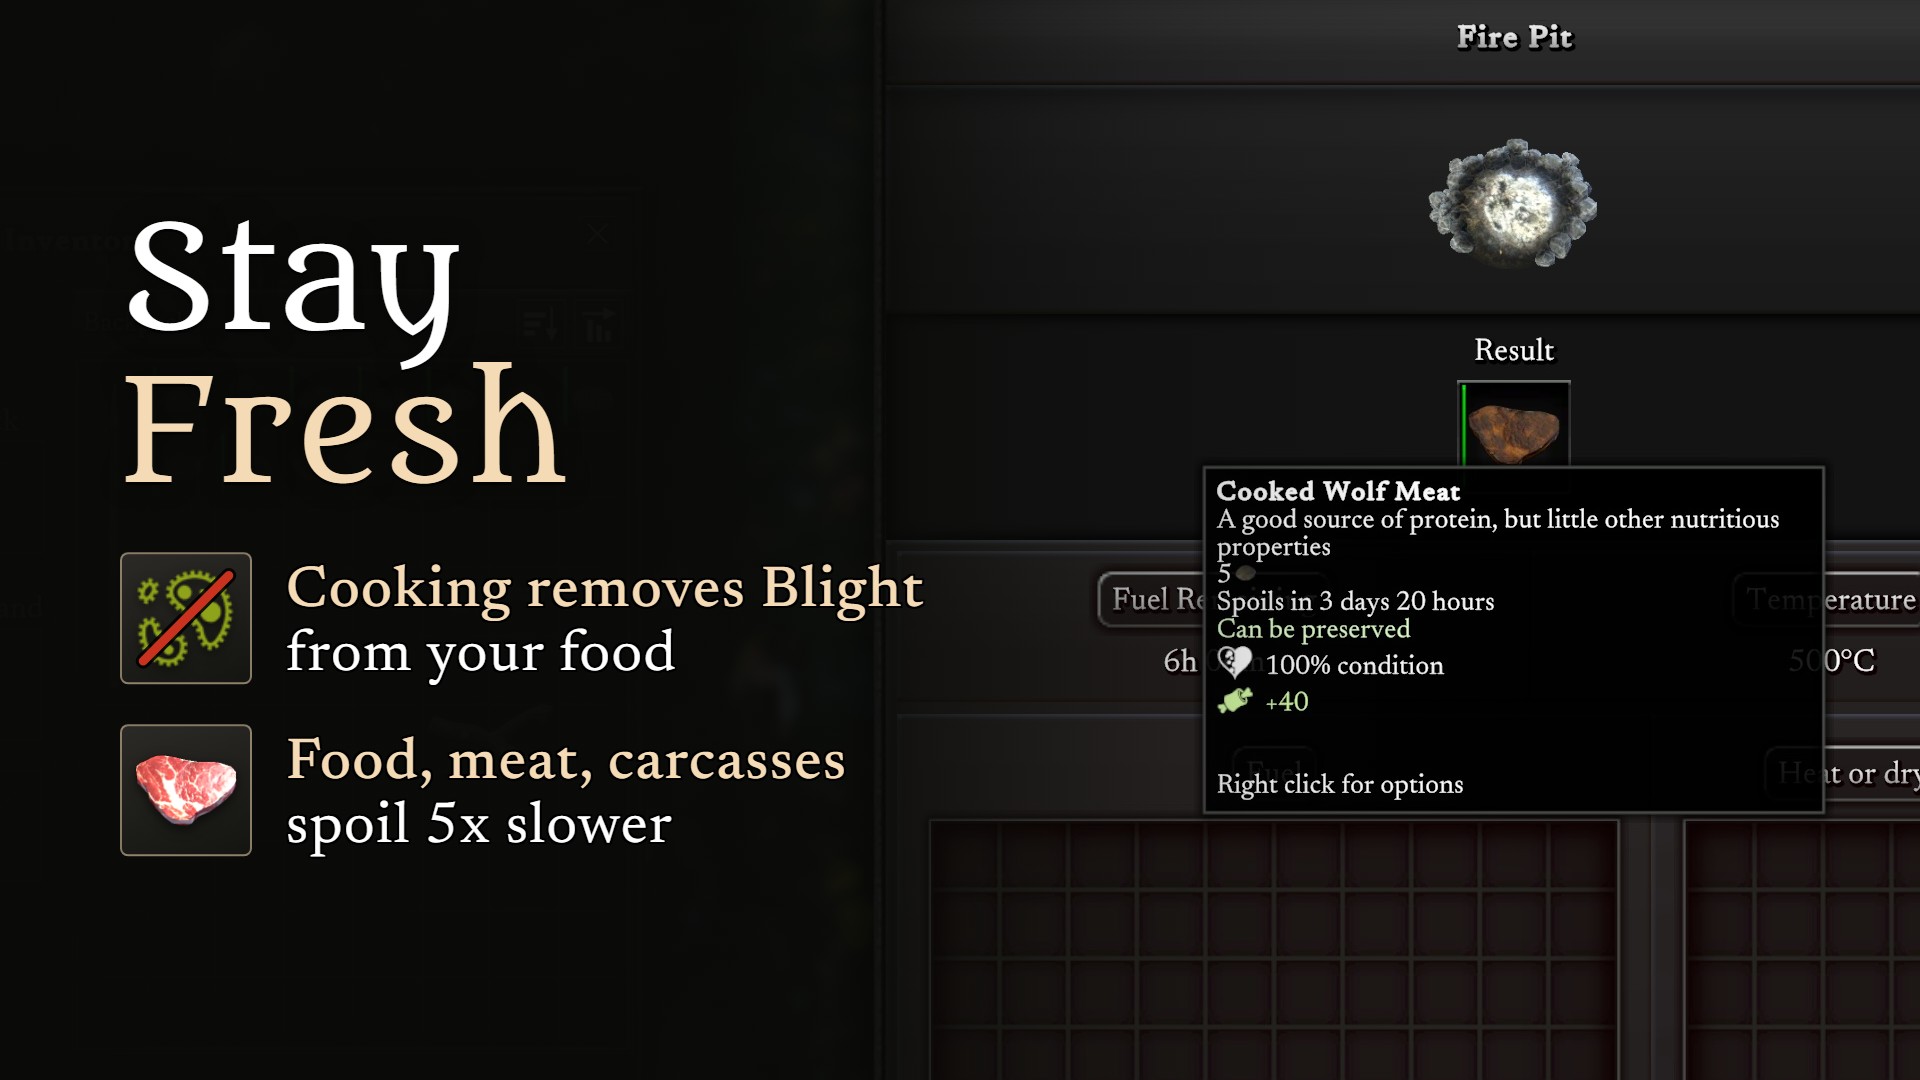 Stay
Fresh
Cooking removes Blight
from your food
Food, meat, carcasses
spoil 5x slower
Fire Pit
Result
Cooked Wolf Meat
A good source of protein, but little other nutritious
properties
5
Spoils in 3 days 20 hours
Can be preserved
100% condition
+40
Right click for options
Fuel
Temperature
6h
500°C
Fuel
Heat or dry